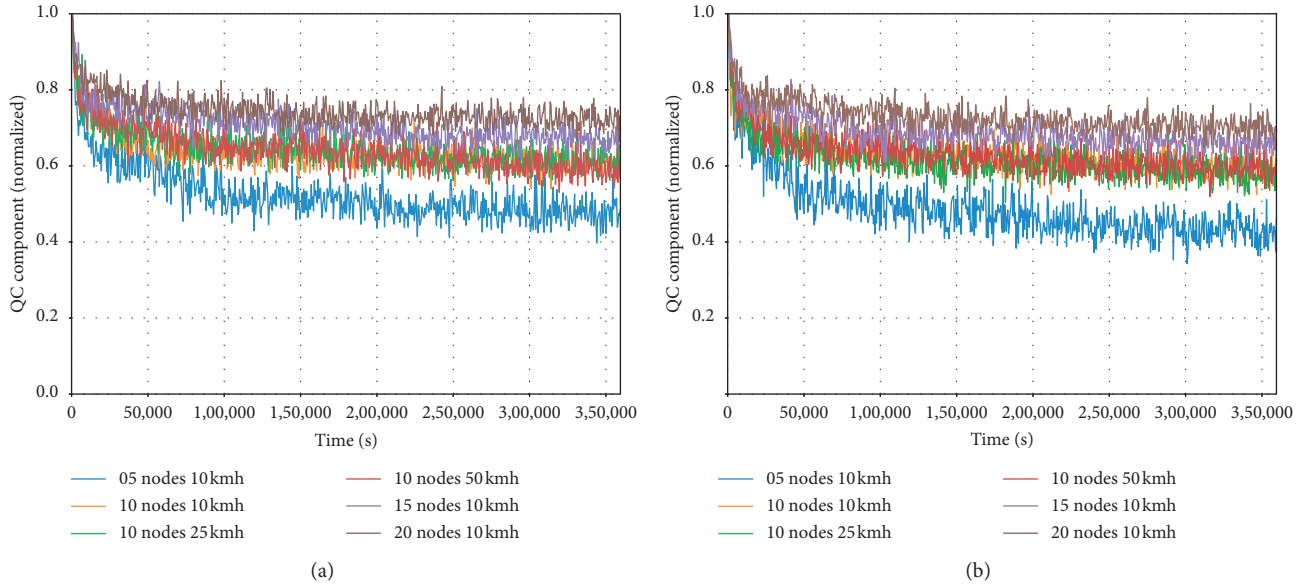 1.0
0.8
0.6
0.4
0.2
0.0
QC component (normalized)
0 50,000 1,00,000 1,50,000 2,00,000 2,50,000 3,00,000 3,50,000
Time (s)
05 nodes 10 kmh
10 nodes 10 kmh
10 nodes 25 kmh
10 nodes 50 kmh
15 nodes 10 kmh
20 nodes 10 kmh
(a)
1.0
0.8
0.6
0.4
0.2
QC component (normalized)
0 50,000 1,00,000 1,50,000 2,00,000 2,50,000 3,00,000 3,50,000
Time (s)
05 nodes 10 kmh
10 nodes 10 kmh
10 nodes 25 kmh
10 nodes 50 kmh
15 nodes 10 kmh
20 nodes 10 kmh
(b)